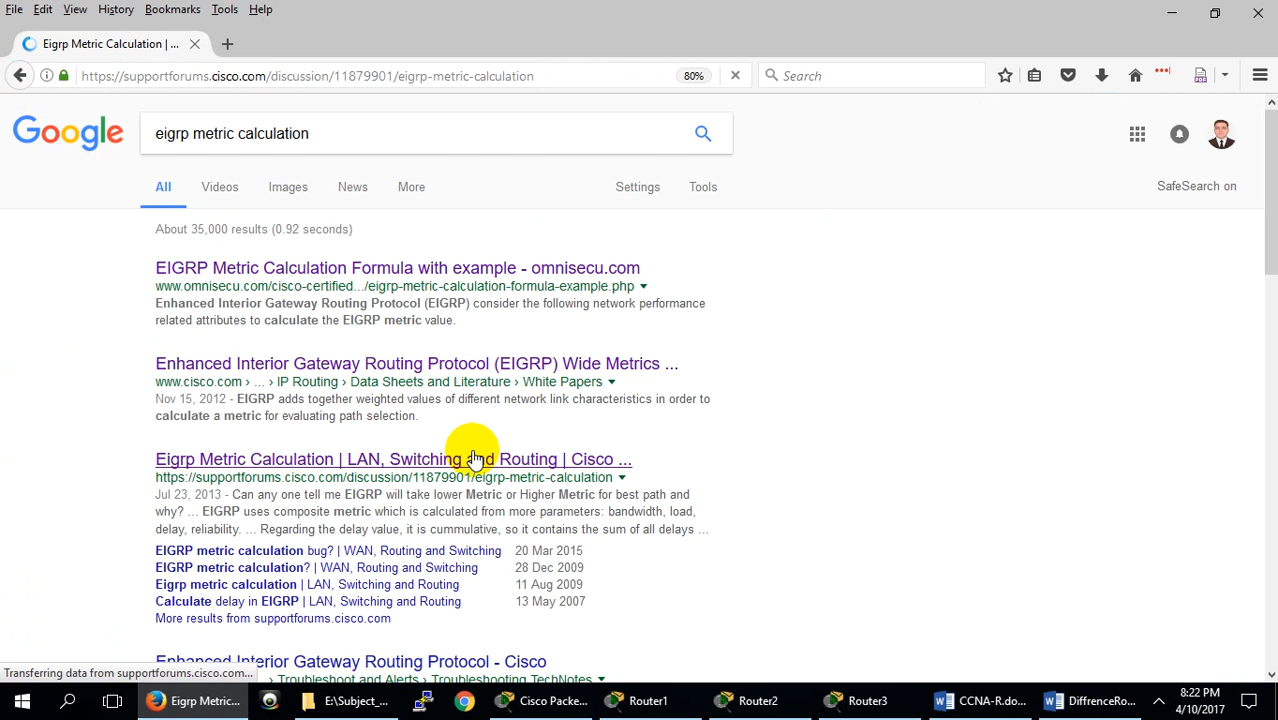 File Edit View History Bookmarks Tools Help
Eigrp Metric Calculation | ...
https://supportforums.cisco.com/discussion/11879901/eigrp-metric-calculation 80% Search
Google eigrp metric calculation
All Videos Images News More Settings Tools SafeSearch on
About 35,000 results (0.92 seconds)
EIGRP Metric Calculation Formula with example - omnisecu.com
www.omnisecu.com/cisco-certified.../eigrp-metric-calculation-formula-example.php
Enhanced Interior Gateway Routing Protocol (EIGRP) consider the following network performance
related attributes to calculate the EIGRP metric value.
Enhanced Interior Gateway Routing Protocol (EIGRP) Wide Metrics ...
www.cisco.com › ... › IP Routing › Data Sheets and Literature › White Papers
Nov 15, 2012 - EIGRP adds together weighted values of different network link characteristics in order to
calculate a metric for evaluating path selection.
Eigrp Metric Calculation | LAN, Switching and Routing | Cisco ...
https://supportforums.cisco.com/discussion/11879901/eigrp-metric-calculation
Jul 23, 2013 - Can any one tell me EIGRP will take lower Metric or Higher Metric for best path and
why? ... EIGRP uses composite metric which is calculated from more parameters: bandwidth, load,
delay, reliability. ... Regarding the delay value, it is cummulative, so it contains the sum of all delays ...
EIGRP metric calculation bug? | WAN, Routing and Switching 20 Mar 2015
EIGRP metric calculation? | WAN, Routing and Switching 28 Dec 2009
Eigrp metric calculation | LAN, Switching and Routing 11 Aug 2009
Calculate delay in EIGRP | LAN, Switching and Routing 13 May 2007
More results from supportforums.cisco.com
Enhanced Interior Gateway Routing Protocol - Cisco
› Troubleshoot and Alerts › Troubleshooting TechNotes
Transferring data from supportforums.cisco.com...
Eigrp Metric... E:\Subject_... Cisco Packe... Router1 Router2 Router3 CCNA-R.do... DiffrenceRo... 8:22 PM
4/10/2017